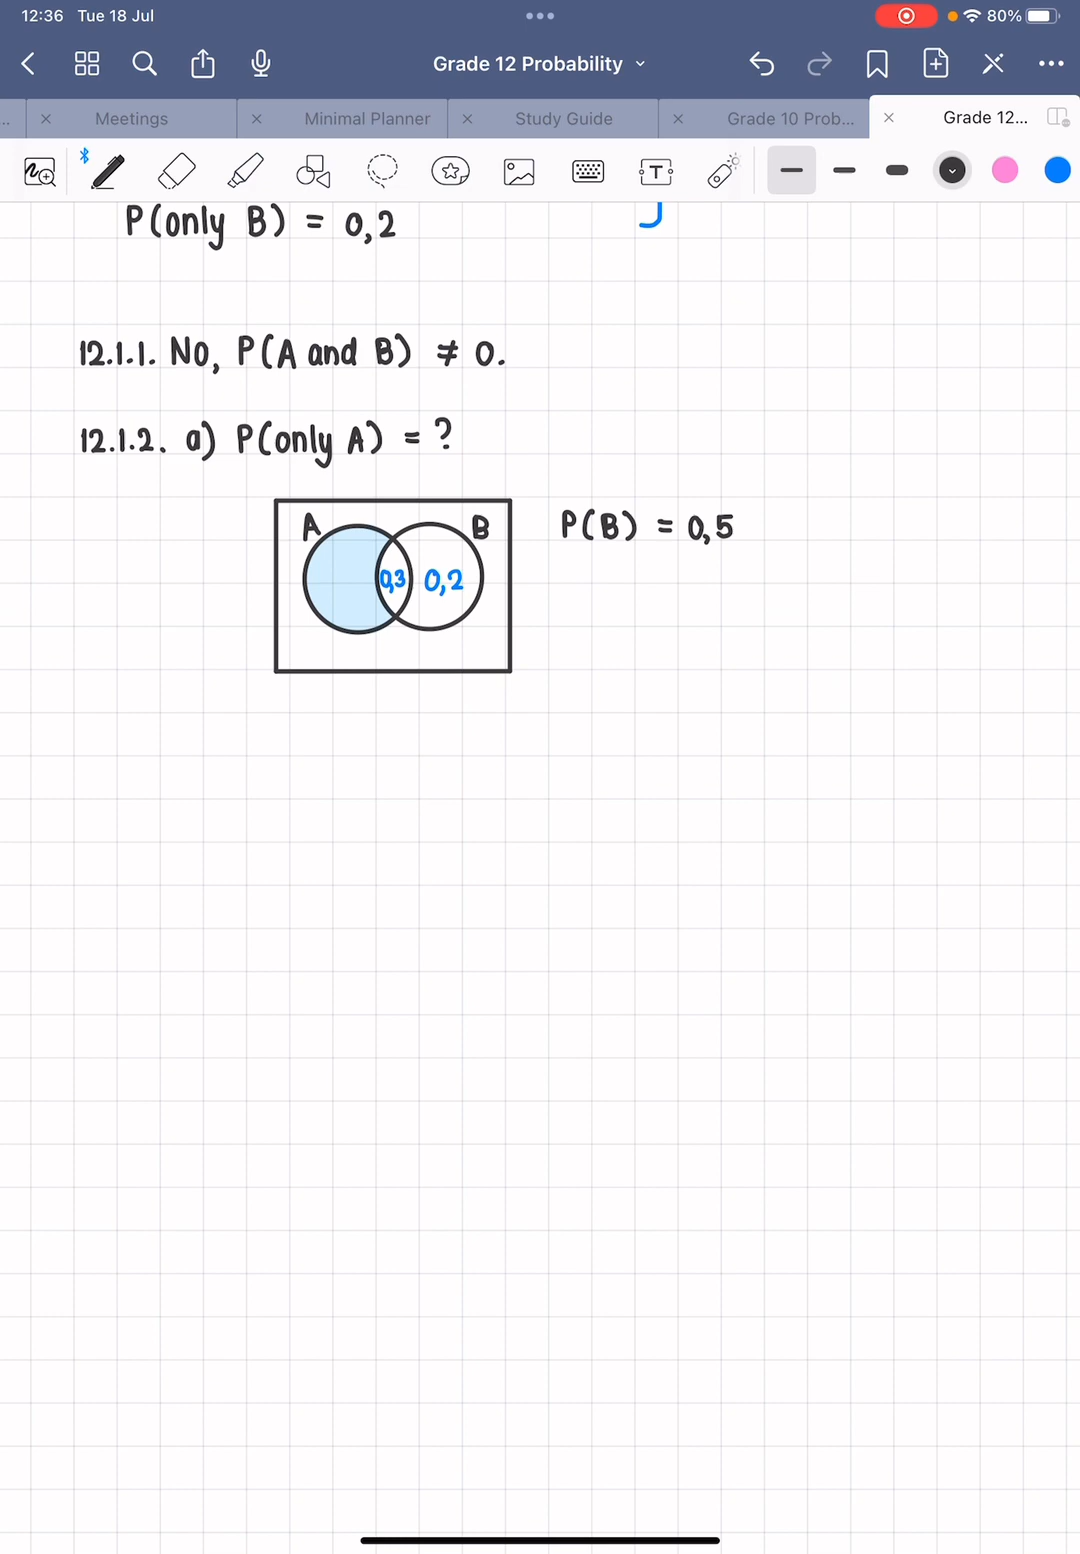 12:36 Tue 18 Jul
80%
Grade 12 Probability
... Meetings Minimal Planner Study Guide Grade 10 Prob... Grade 12...
P(only B) = 0,2
12.1.1. No, P(A and B) ≠ 0.
12.1.2. a) P(only A) = ?
A B P(B) = 0,5
0,3 0,2